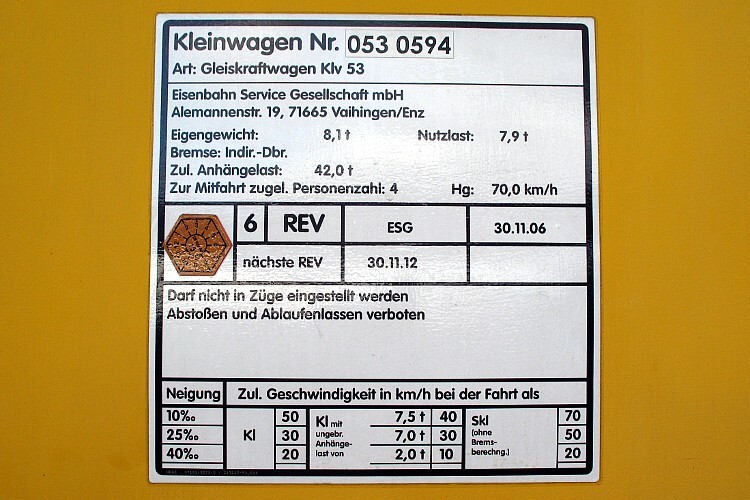 Kleinwagen Nr. 053 0594
Art: Gleiskraftwagen Klv 53
Eisenbahn Service Gesellschaft mbH
Alemannenstr. 19, 71665 Vaihingen/Enz
Eigengewicht: 8,1 t Nutzlast: 7,9 t
Bremse: Indir.-Dbr.
Zul. Anhängelast: 42,0 t
Zur Mitfahrt zugel. Personenzahl: 4 Hg: 70,0 km/h
6 REV ESG 30.11.06
nächste REV 30.11.12
Darf nicht in Züge eingestellt werden
Abstoßen und Ablaufenlassen verboten
Neigung Zul. Geschwindigkeit in km/h bei der Fahrt als
10‰ 50 Kl mit 7,5 t 40 Skl 70
25‰ Kl 30 ungebr. Anhänge- 7,0 t 30 (ohne Brems- 50
40‰ 20 last von 2,0 t 10 berechng.) 20